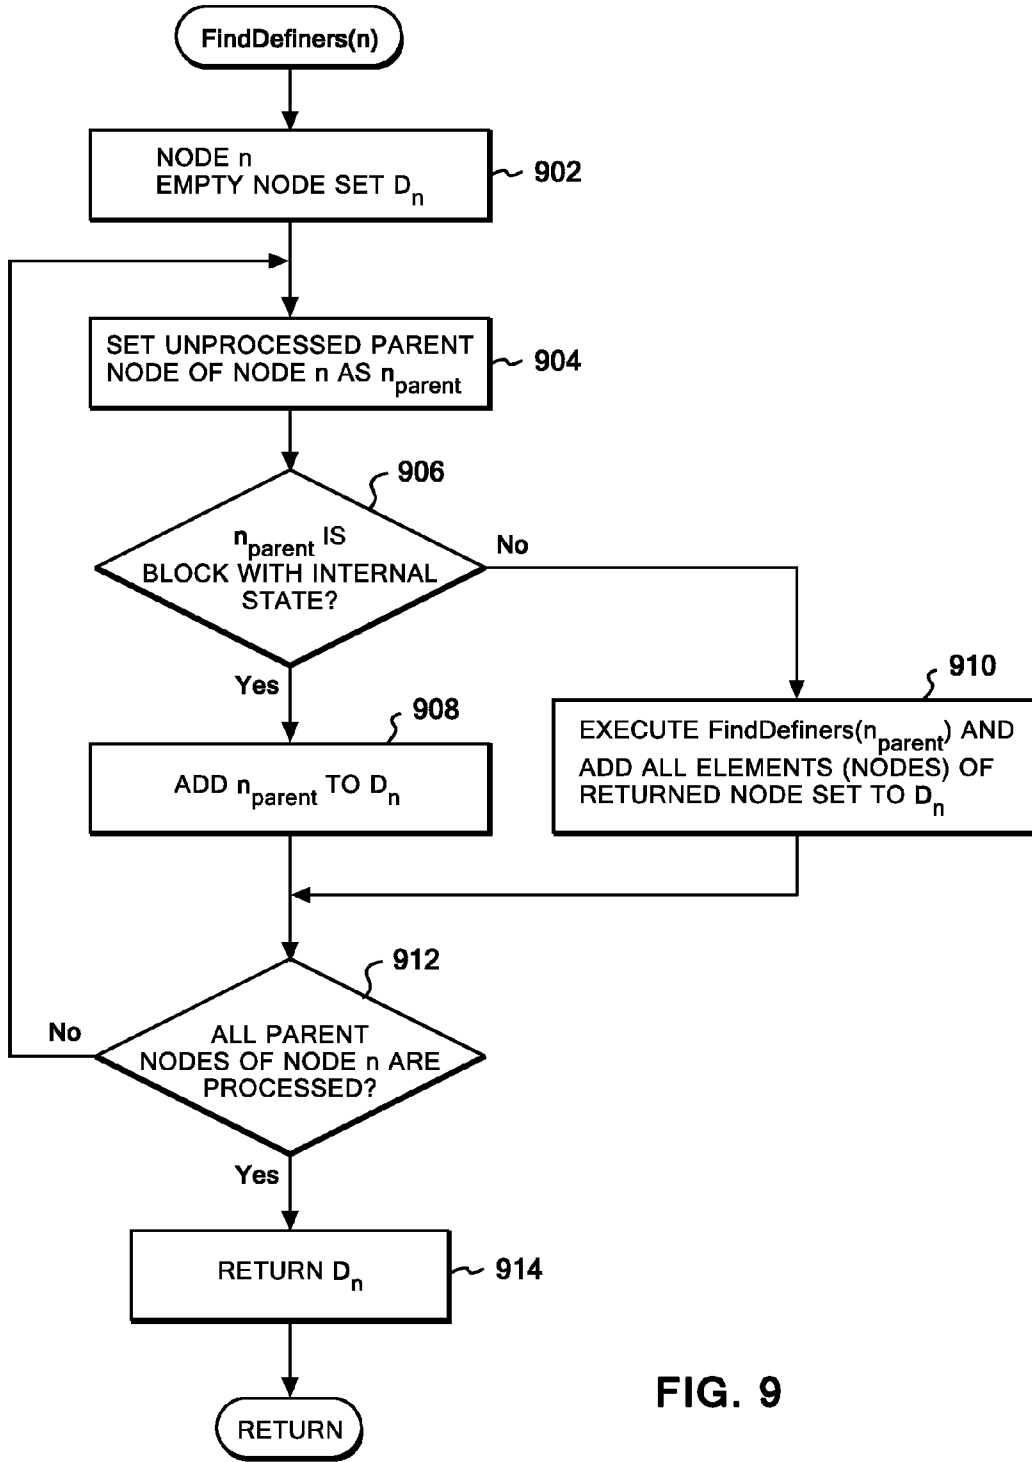 FindDefiners(n)
NODE n
EMPTY NODE SET Dn
902
SET UNPROCESSED PARENT
NODE OF NODE n AS nparent
904
906
nparent IS
BLOCK WITH INTERNAL
STATE?
No
Yes
908
ADD nparent TO Dn
910
EXECUTE FindDefiners(nparent) AND
ADD ALL ELEMENTS (NODES) OF
RETURNED NODE SET TO Dn
912
ALL PARENT
NODES OF NODE n ARE
PROCESSED?
No
Yes
RETURN Dn
914
RETURN
FIG. 9